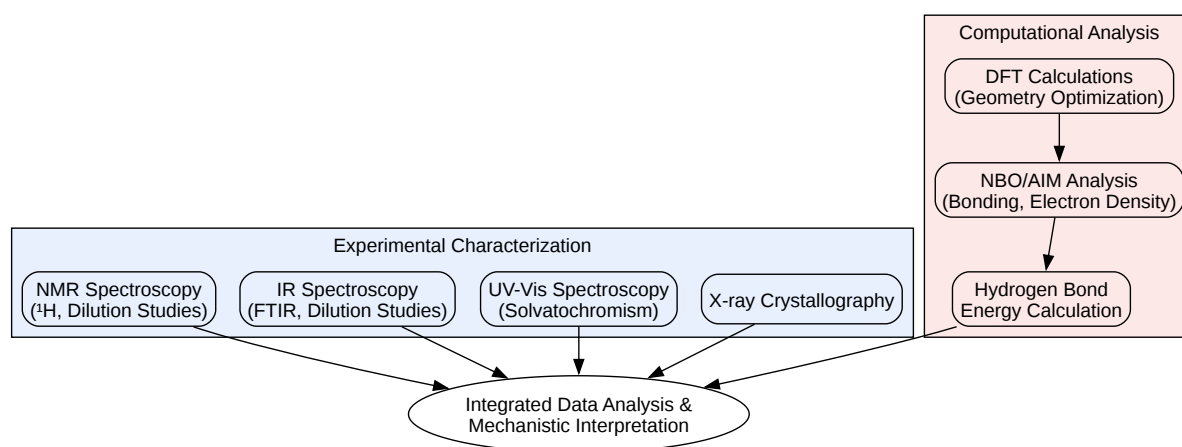 Computational Analysis
DFT Calculations
(Geometry Optimization)
NBO/AIM Analysis
(Bonding, Electron Density)
Hydrogen Bond
Energy Calculation
Experimental Characterization
NMR Spectroscopy
(¹H, Dilution Studies)
IR Spectroscopy
(FTIR, Dilution Studies)
UV-Vis Spectroscopy
(Solvatochromism)
X-ray Crystallography
Integrated Data Analysis &
Mechanistic Interpretation